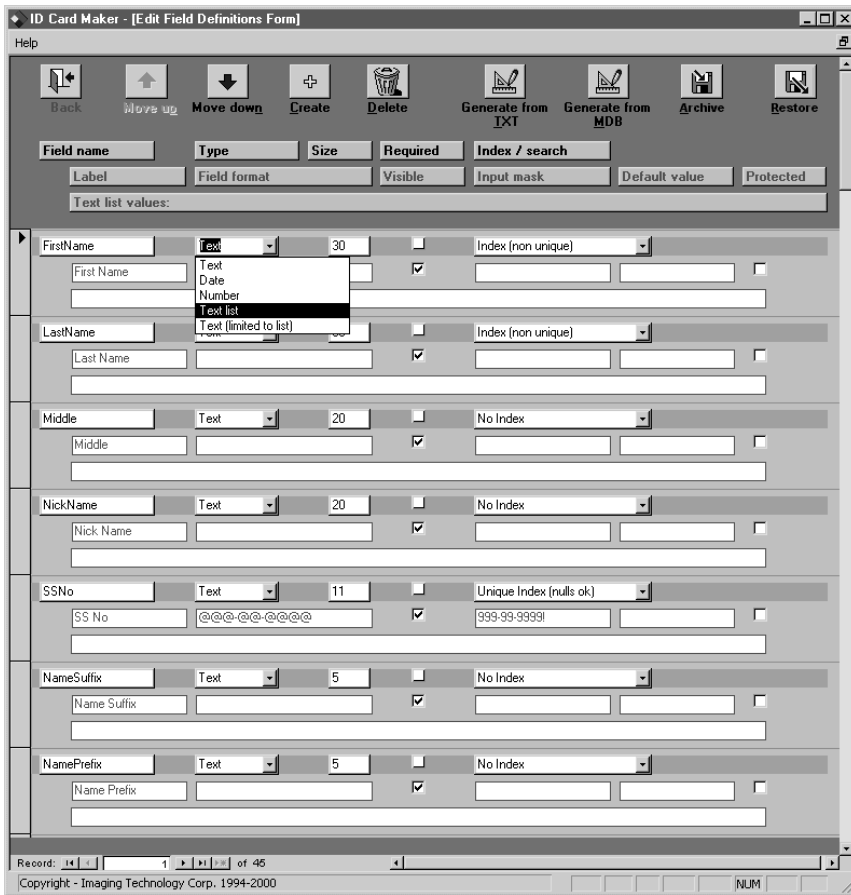 ID Card Maker - [Edit Field Definitions Form]
Help
Back Move up Move down Create Delete Generate from TXT Generate from MDB Archive Restore
Field name Type Size Required Index / search
Label Field format Visible Input mask Default value Protected
Text list values:
FirstName Text 30 Index (non unique)
First Name
Text
Date
Number
Text list
Text (limited to list)
LastName Index (non unique)
Last Name
Middle Text 20 No Index
Middle
NickName Text 20 No Index
Nick Name
SSNo Text 11 Unique Index (nulls ok)
SS No @@@-@@-@@@@ 999-99-9999!
NameSuffix Text 5 No Index
Name Suffix
NamePrefix Text 5 No Index
Name Prefix
Record: 1 of 45
Copyright - Imaging Technology Corp. 1994-2000 NUM